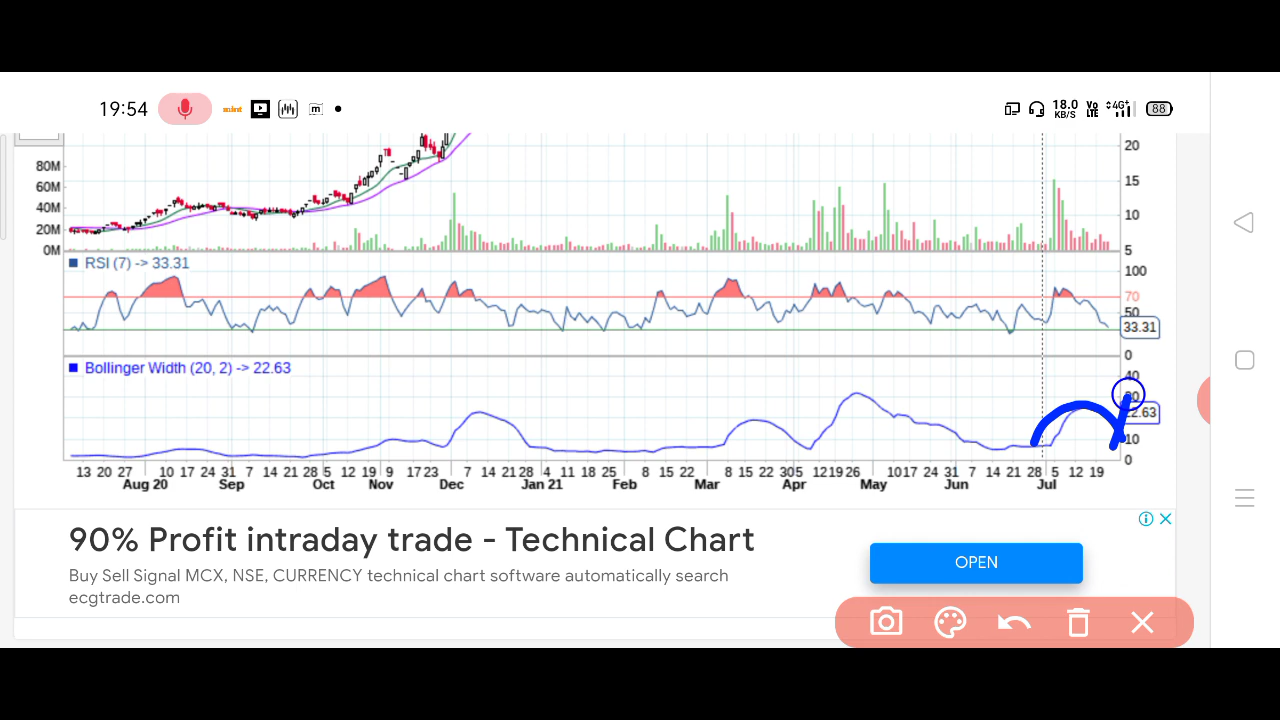 19:54 mint m 18.0 KB/S Vo LTE 4G+ 88
80M 20
60M 15
40M
20M 10
0M 5
RSI (7) -> 33.31 100
70
50
33.31
0
Bollinger Width (20, 2) -> 22.63 40
10
0
13 20 27 10 17 24 31 7 14 21 28 5 12 19 9 17 23 7 14 21 28 4 11 18 25 8 15 22 8 15 22 30 5 12 19 26 10 17 24 31 7 14 21 28 5 12 19
Aug 20 Sep Oct Nov Dec Jan 21 Feb Mar Apr May Jun Jul
90% Profit intraday trade - Technical Chart
Buy Sell Signal MCX, NSE, CURRENCY technical chart software automatically search
ecgtrade.com
OPEN